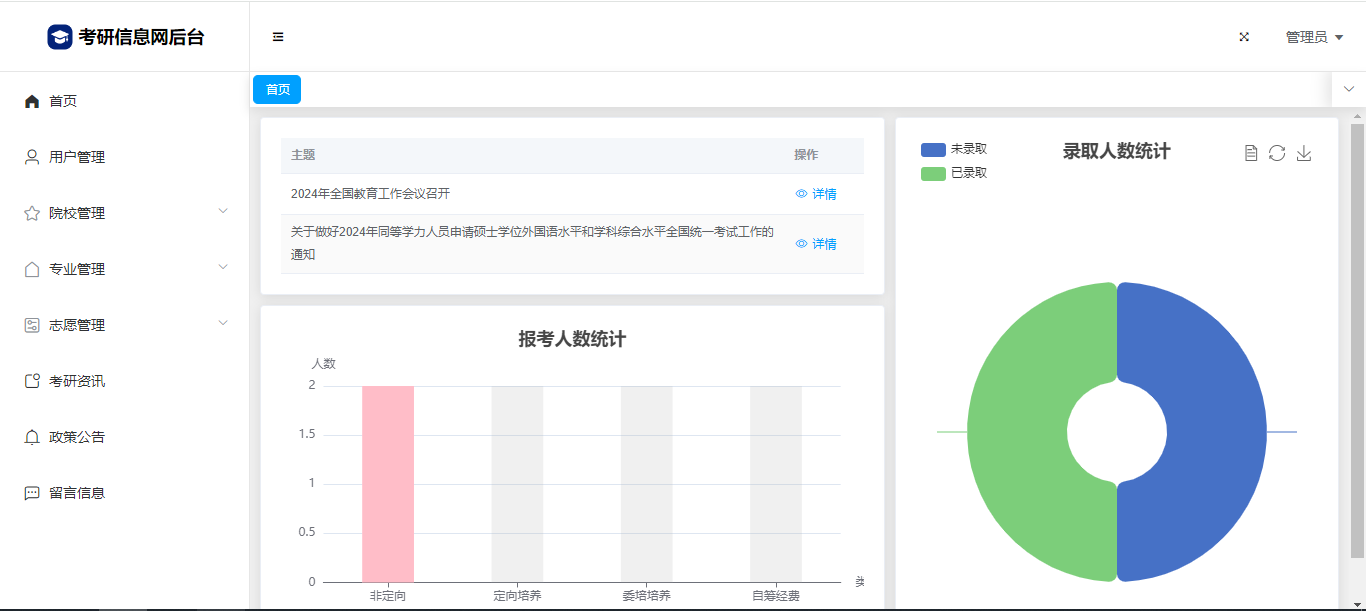 考研信息网后台
管理员
首页
用户管理
院校管理
专业管理
志愿管理
考研资讯
政策公告
留言信息
首页
主题 操作
2024年全国教育工作会议召开 详情
关于做好2024年同等学力人员申请硕士学位外国语水平和学科综合水平全国统一考试工作的
通知
详情
报考人数统计
人数
2
1.5
1
0.5
0
非定向 定向培养 委培培养 自筹经费
录取人数统计
未录取
已录取